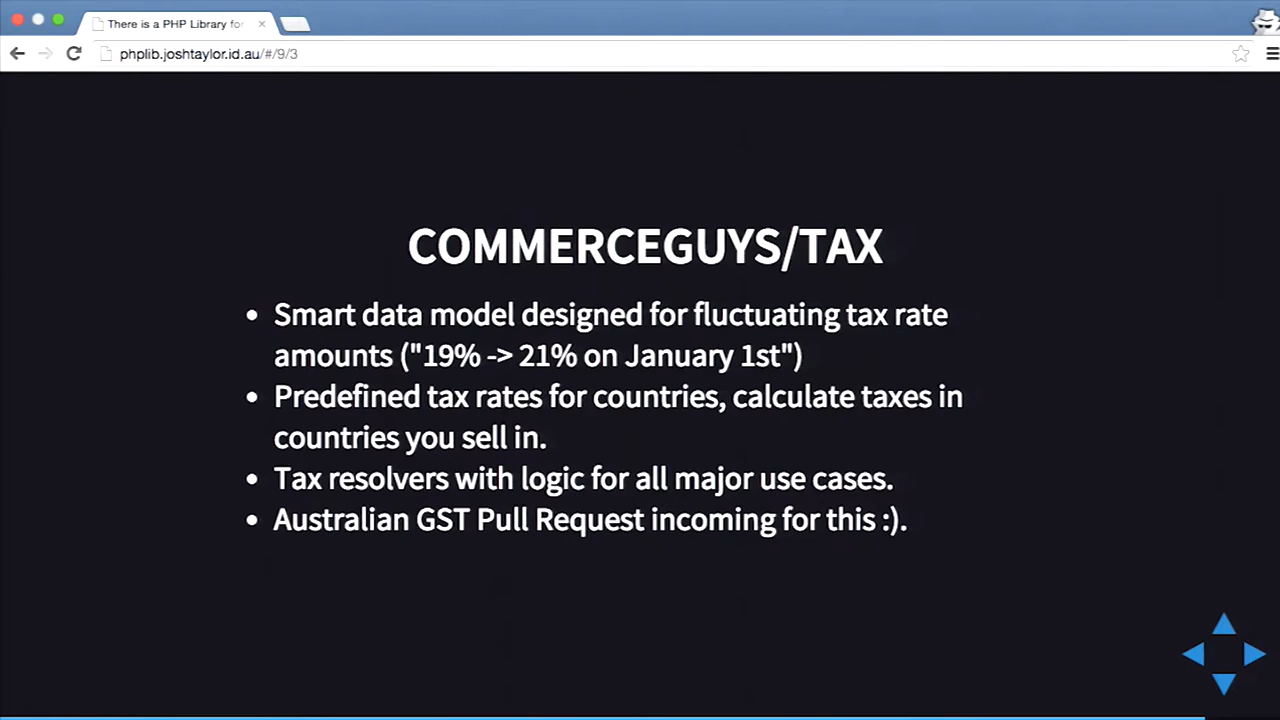 There is a PHP Library for
phplib.joshtaylor.id.au/#/9/3
COMMERCEGUYS/TAX
• Smart data model designed for fluctuating tax rate
amounts ("19% -> 21% on January 1st")
• Predefined tax rates for countries, calculate taxes in
countries you sell in.
• Tax resolvers with logic for all major use cases.
• Australian GST Pull Request incoming for this :).